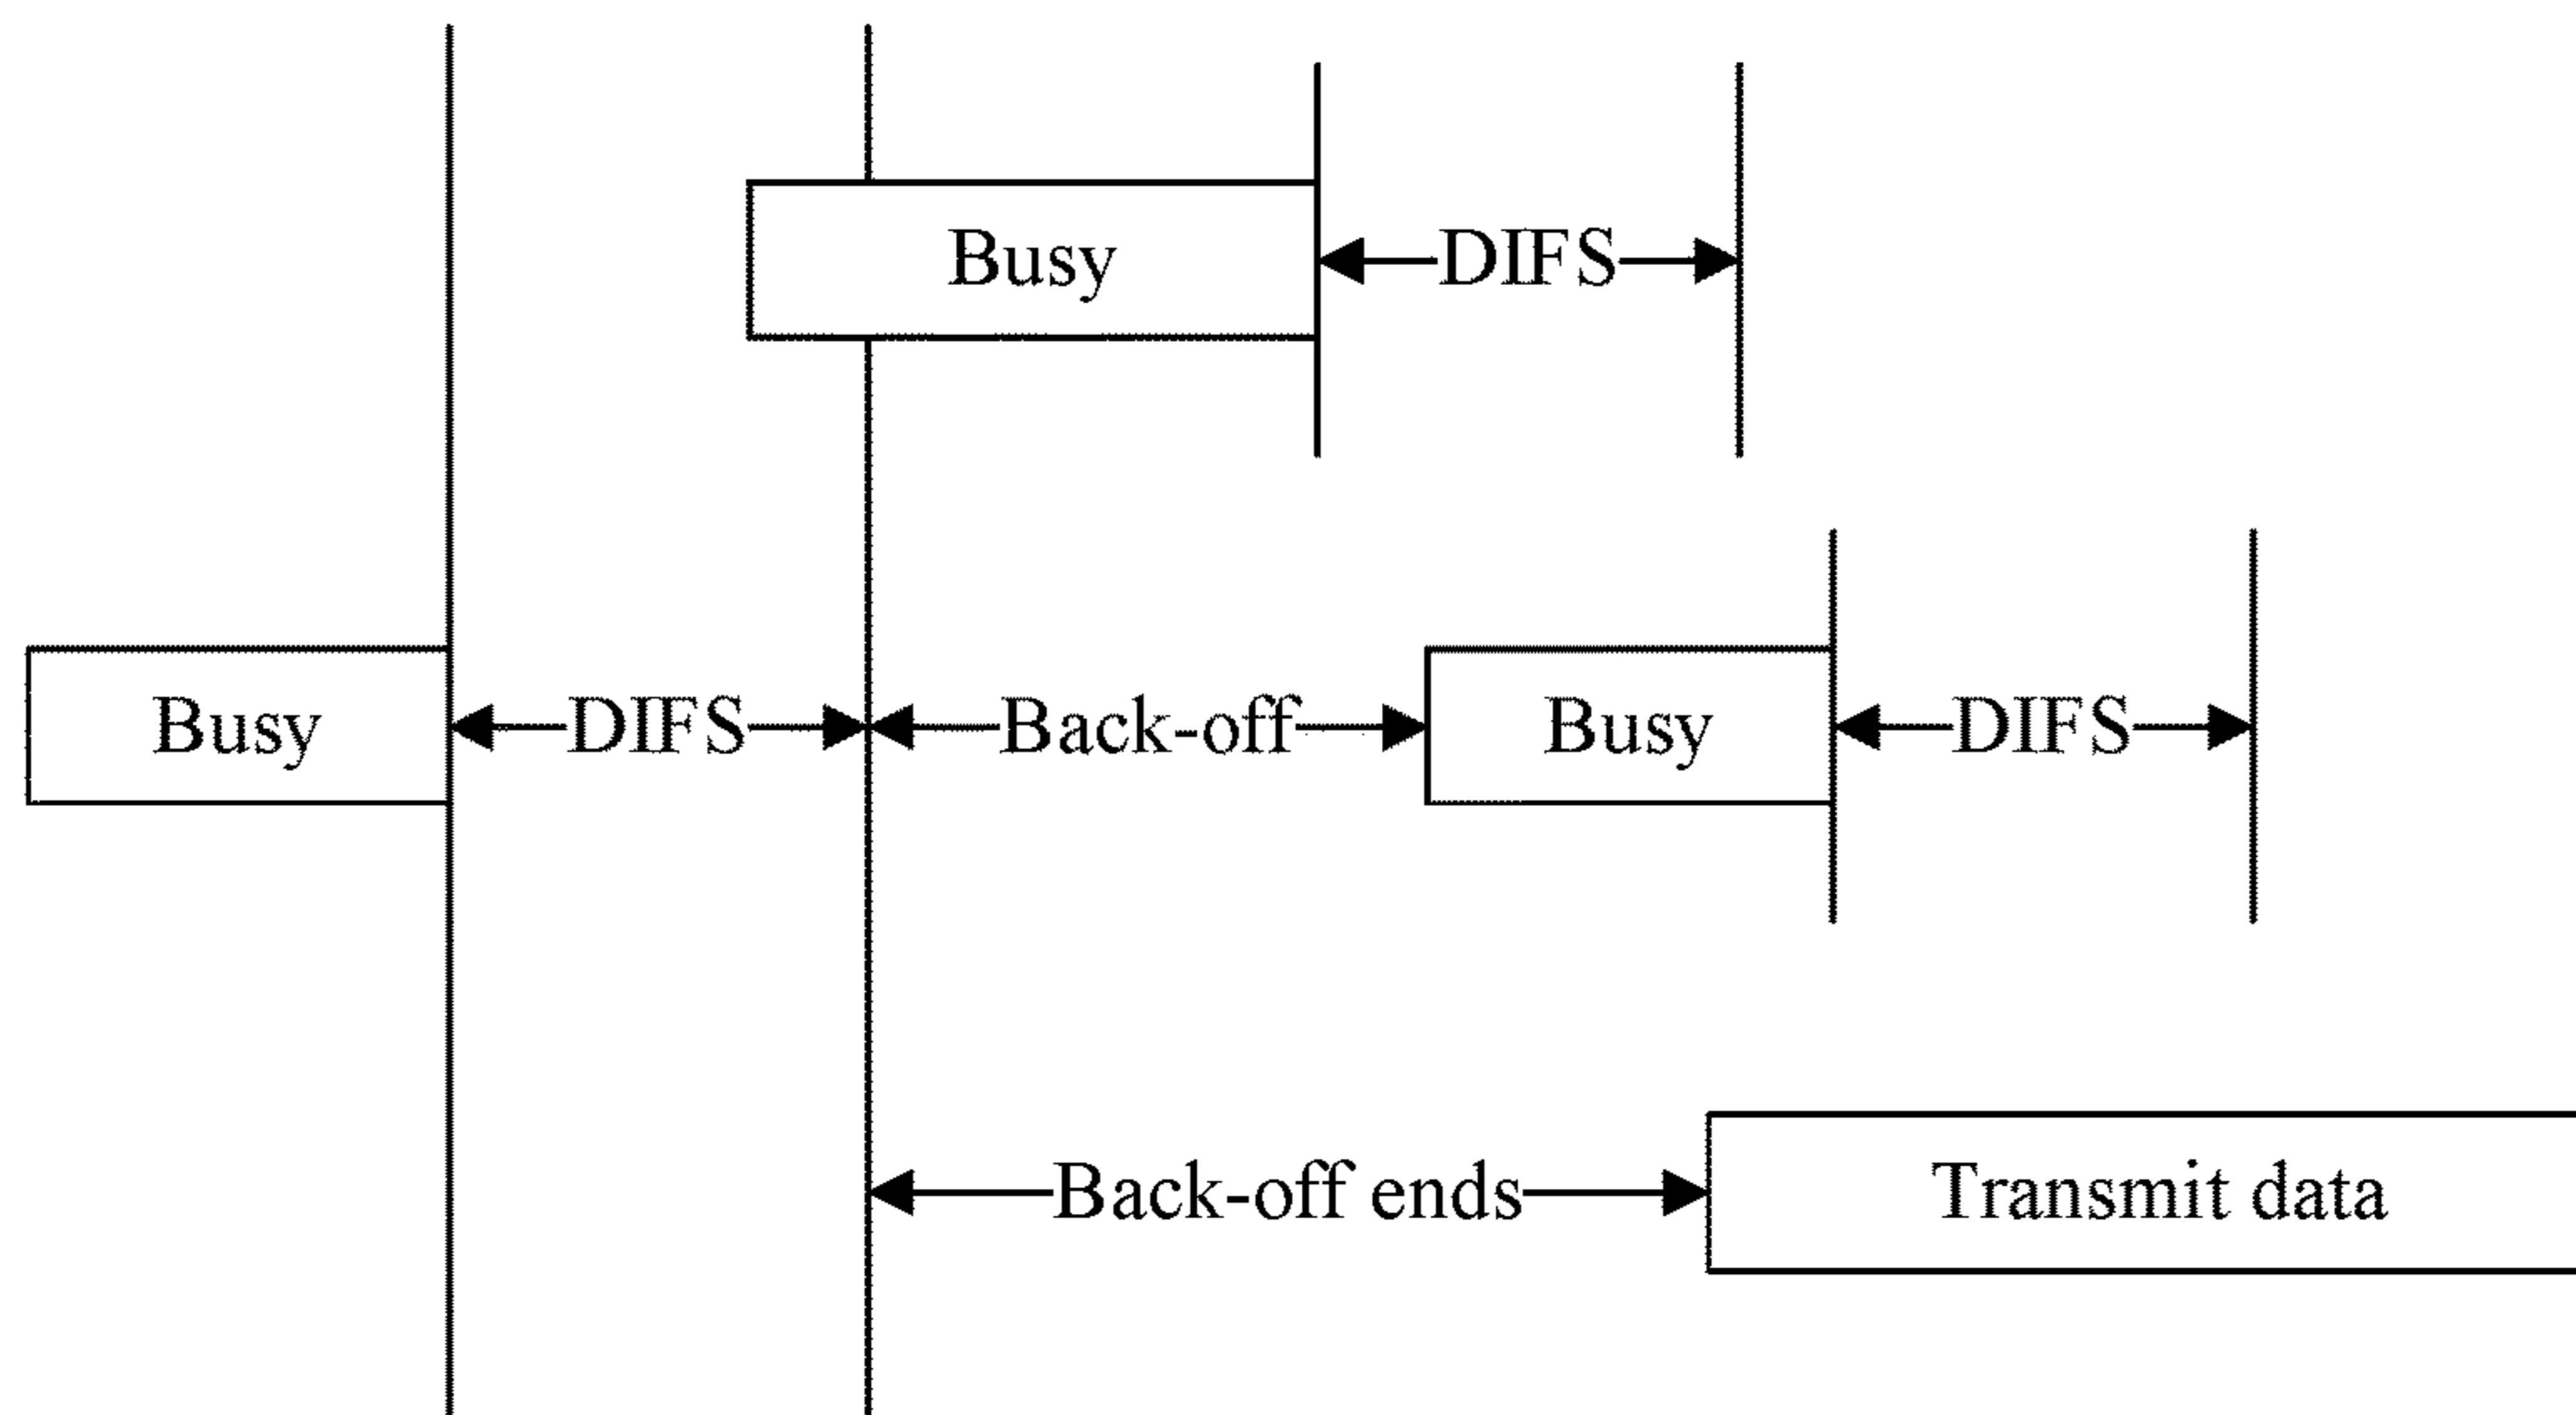 Busy DIFS
Busy DIFS Back-off Busy DIFS
Back-off ends Transmit data